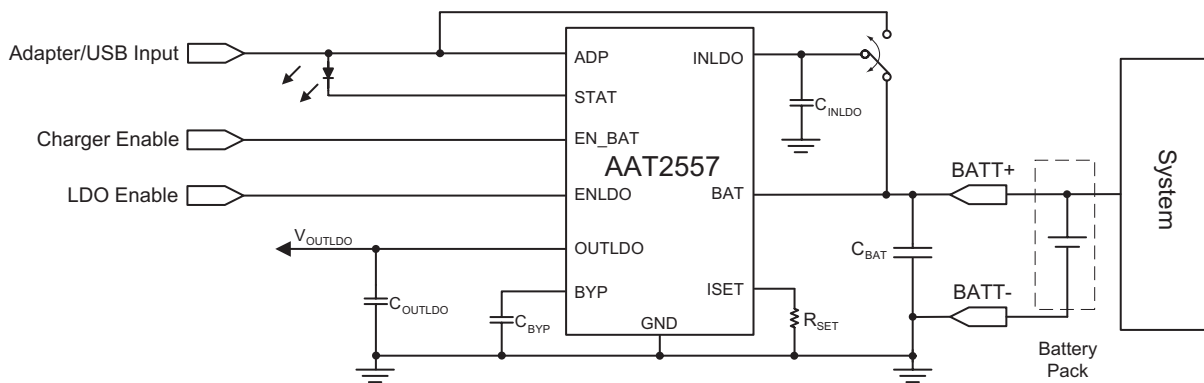 Adapter/USB Input
ADP
INLDO
STAT
C_INLDO
Charger Enable
EN_BAT
AAT2557
LDO Enable
ENLDO
BAT
BATT+
System
V_OUTLDO
OUTLDO
C_BAT
BYP
ISET
BATT-
C_OUTLDO
C_BYP
R_SET
GND
Battery
Pack